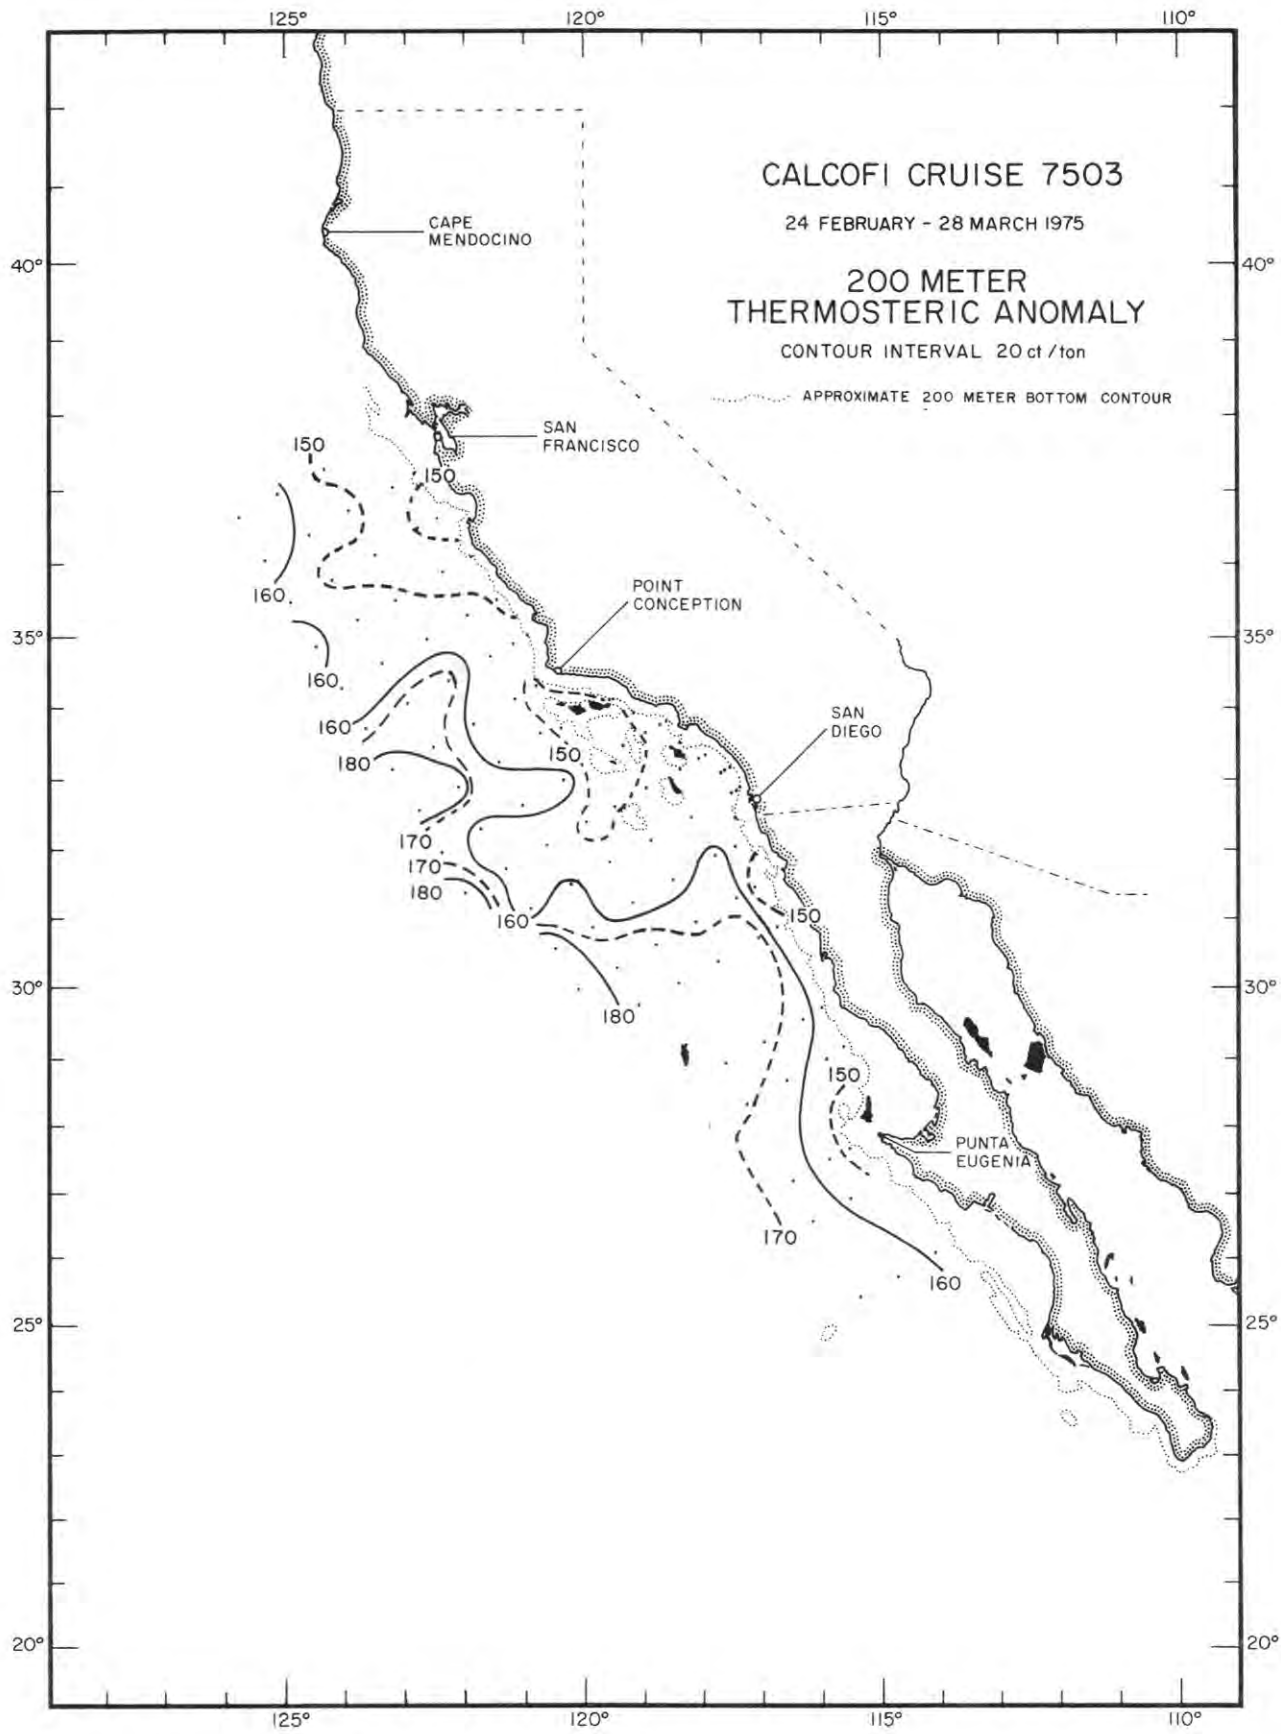 125° 120° 115° 110°
CALCOFI CRUISE 7503
24 FEBRUARY – 28 MARCH 1975
CAPE
MENDOCINO
40° 40°
200 METER
THERMOSTERIC ANOMALY
CONTOUR INTERVAL 20 ct / ton
APPROXIMATE 200 METER BOTTOM CONTOUR
SAN
FRANCISCO
150
150
POINT
CONCEPTION
160
35° 35°
160
SAN
DIEGO
160
150
180
170
170
180
150
160
30° 30°
180
150
PUNTA
EUGENIA
170
160
25° 25°
20° 20°
125° 120° 115° 110°